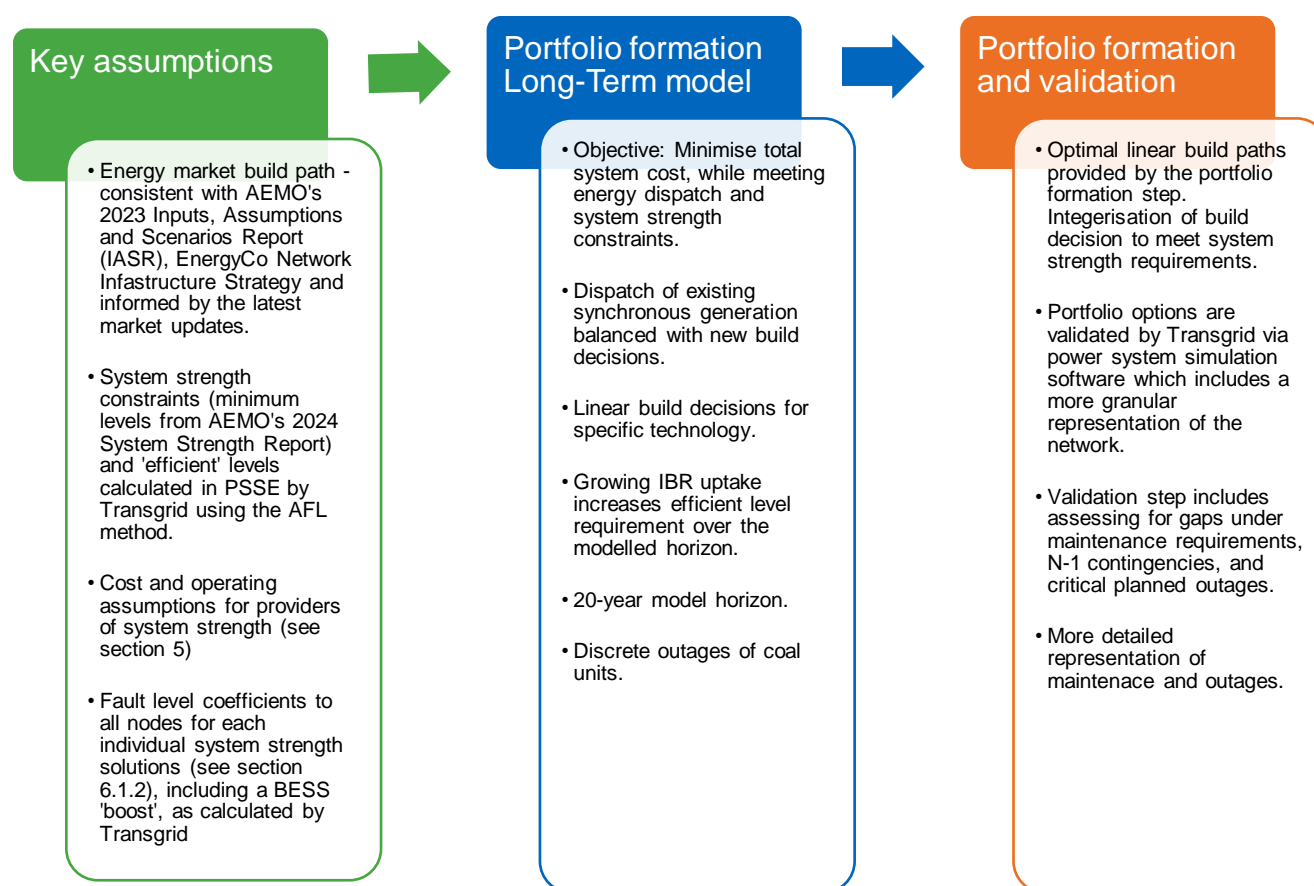 Key assumptions
• Energy market build path -
consistent with AEMO's
2023 Inputs, Assumptions
and Scenarios Report
(IASR), EnergyCo Network
Infastructure Strategy and
informed by the latest
market updates.
• System strength
constraints (minimum
levels from AEMO's 2024
System Strength Report)
and 'efficient' levels
calculated in PSSE by
Transgrid using the AFL
method.
• Cost and operating
assumptions for providers
of system strength (see
section 5)
• Fault level coefficients to
all nodes for each
individual system strength
solutions (see section
6.1.2), including a BESS
'boost', as calculated by
Transgrid
Portfolio formation
Long-Term model
• Objective: Minimise total
system cost, while meeting
energy dispatch and
system strength
constraints.
• Dispatch of existing
synchronous generation
balanced with new build
decisions.
• Linear build decisions for
specific technology.
• Growing IBR uptake
increases efficient level
requirement over the
modelled horizon.
• 20-year model horizon.
• Discrete outages of coal
units.
Portfolio formation
and validation
• Optimal linear build paths
provided by the portfolio
formation step.
Integerisation of build
decision to meet system
strength requirements.
• Portfolio options are
validated by Transgrid via
power system simulation
software which includes a
more granular
representation of the
network.
• Validation step includes
assessing for gaps under
maintenance requirements,
N-1 contingencies, and
critical planned outages.
• More detailed
representation of
maintenace and outages.